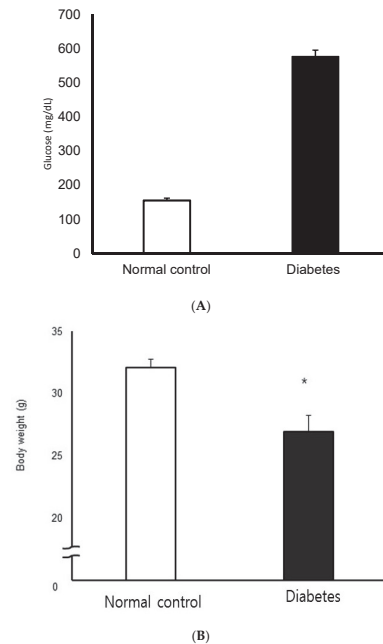 700
600
500
400
300
200
100
0
Glucose (mg/dL)
Normal control
Diabetes
(A)
35
30
25
20
0
Body weight (g)
*
Normal control
Diabetes
(B)